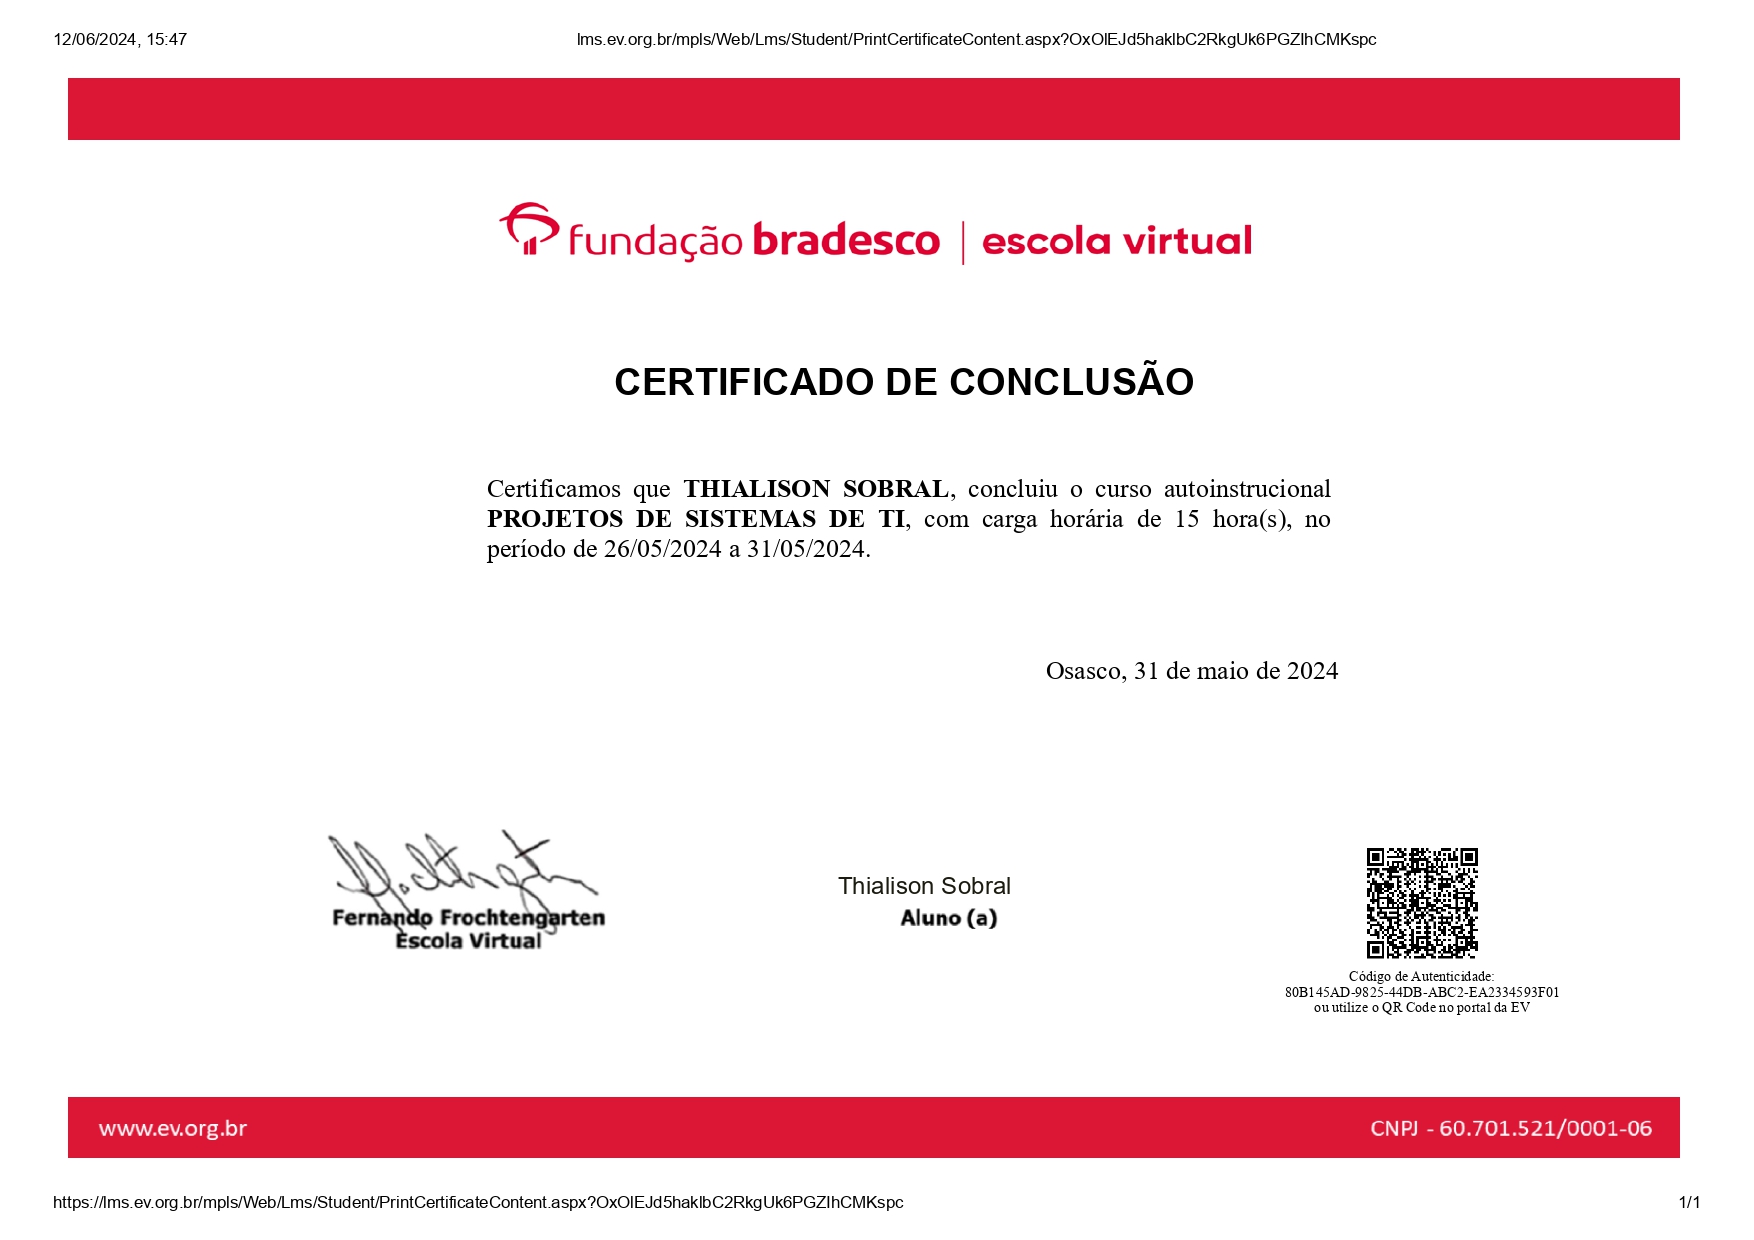 12/06/2024, 15:47
lms.ev.org.br/mpls/Web/Lms/Student/PrintCertificateContent.aspx?OxOlEJd5haklbC2RkgUk6PGZlhCMKspc
fundação bradesco | escola virtual
CERTIFICADO DE CONCLUSÃO
Certificamos que THIALISON SOBRAL, concluiu o curso autoinstrucional
PROJETOS DE SISTEMAS DE TI, com carga horária de 15 hora(s), no
período de 26/05/2024 a 31/05/2024.
Osasco, 31 de maio de 2024
Fernando Frochtengarten
Escola Virtual
Thialison Sobral
Aluno (a)
Código de Autenticidade:
80B145AD-9825-44DB-ABC2-EA2334593F01
ou utilize o QR Code no portal da EV
www.ev.org.br
CNPJ - 60.701.521/0001-06
https://lms.ev.org.br/mpls/Web/Lms/Student/PrintCertificateContent.aspx?OxOlEJd5haklbC2RkgUk6PGZlhCMKspc
1/1